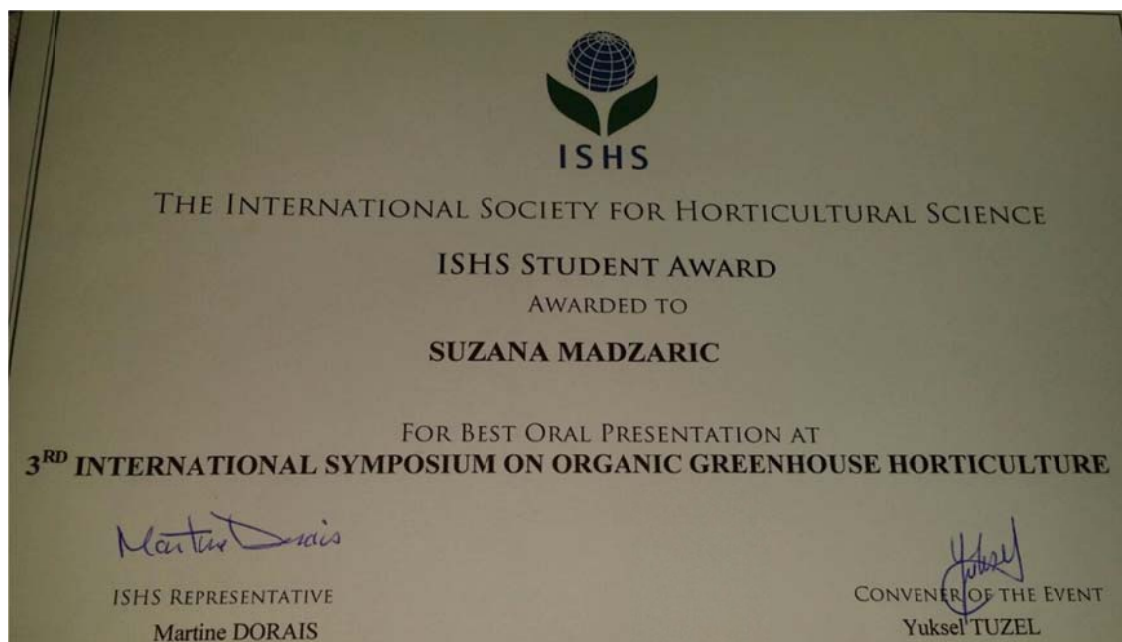 ISHS
THE INTERNATIONAL SOCIETY FOR HORTICULTURAL SCIENCE
ISHS STUDENT AWARD
AWARDED TO
SUZANA MADZARIC
FOR BEST ORAL PRESENTATION AT
3RD INTERNATIONAL SYMPOSIUM ON ORGANIC GREENHOUSE HORTICULTURE
Martine Dorais
Yuksel
ISHS REPRESENTATIVE
CONVENER OF THE EVENT
Martine DORAIS
Yuksel TUZEL